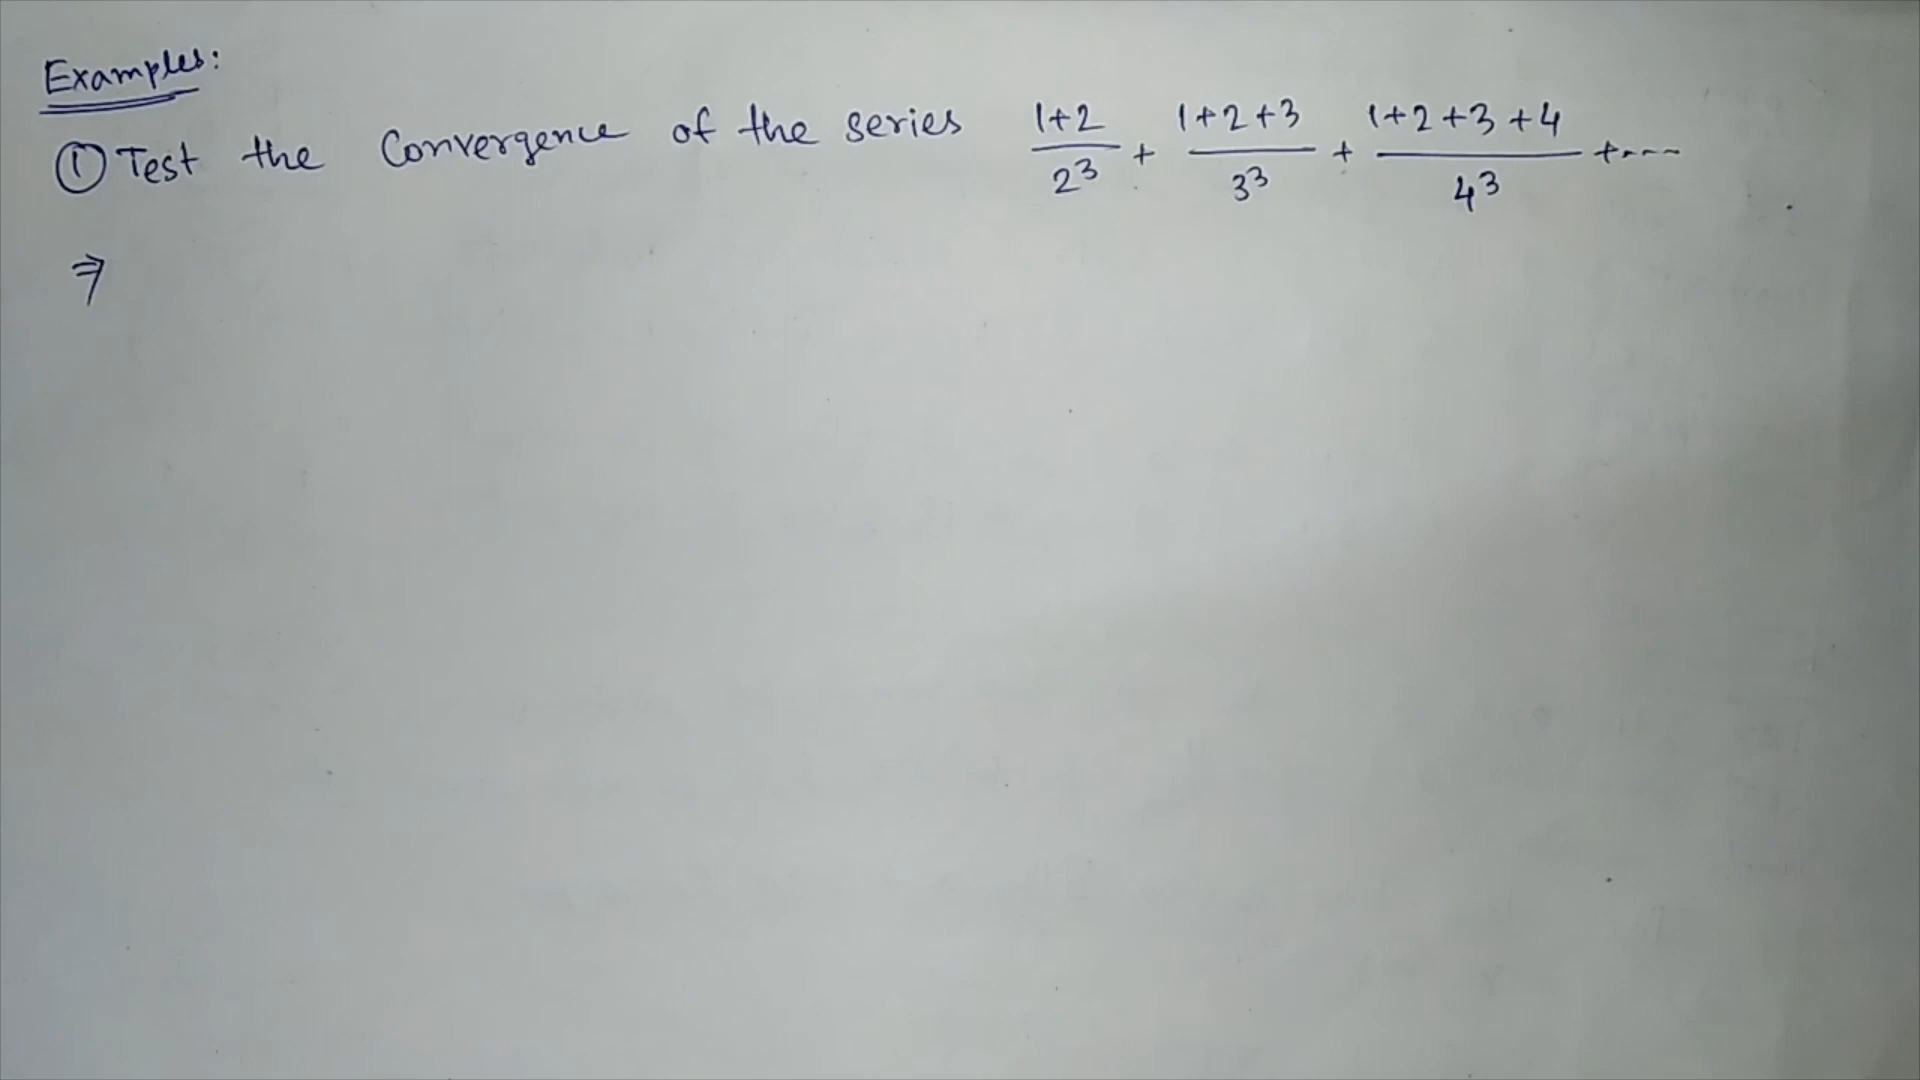 Examples:
① Test the Convergence of the series (1+2)/2³ + (1+2+3)/3³ + (1+2+3+4)/4³ +----
⇒